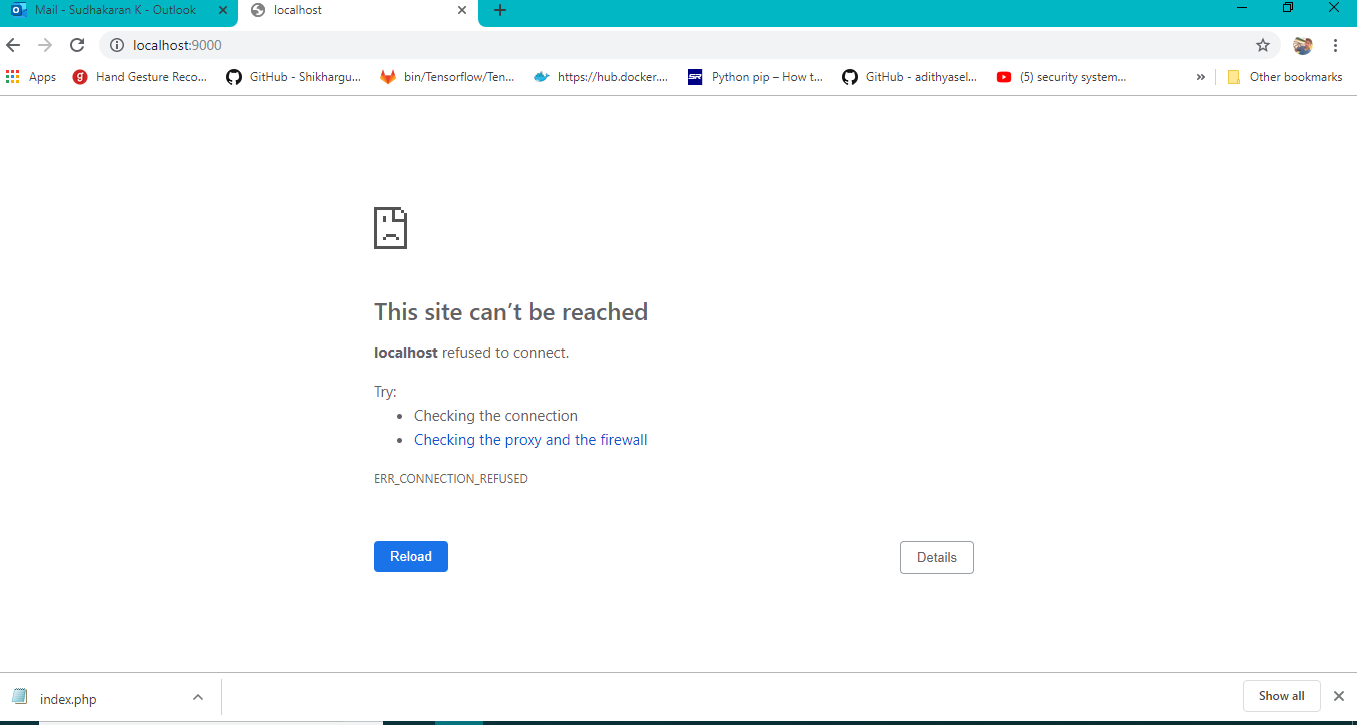 Mail - Sudhakaran K - Outlook
localhost
localhost:9000
Apps
Hand Gesture Reco...
GitHub - Shikhargu...
bin/Tensorflow/Ten...
https://hub.docker....
SR
Python pip – How t...
GitHub - adithyasel...
(5) security system...
»
Other bookmarks
This site can’t be reached
localhost refused to connect.
Try:
• Checking the connection
• Checking the proxy and the firewall
ERR_CONNECTION_REFUSED
Reload
Details
index.php
Show all